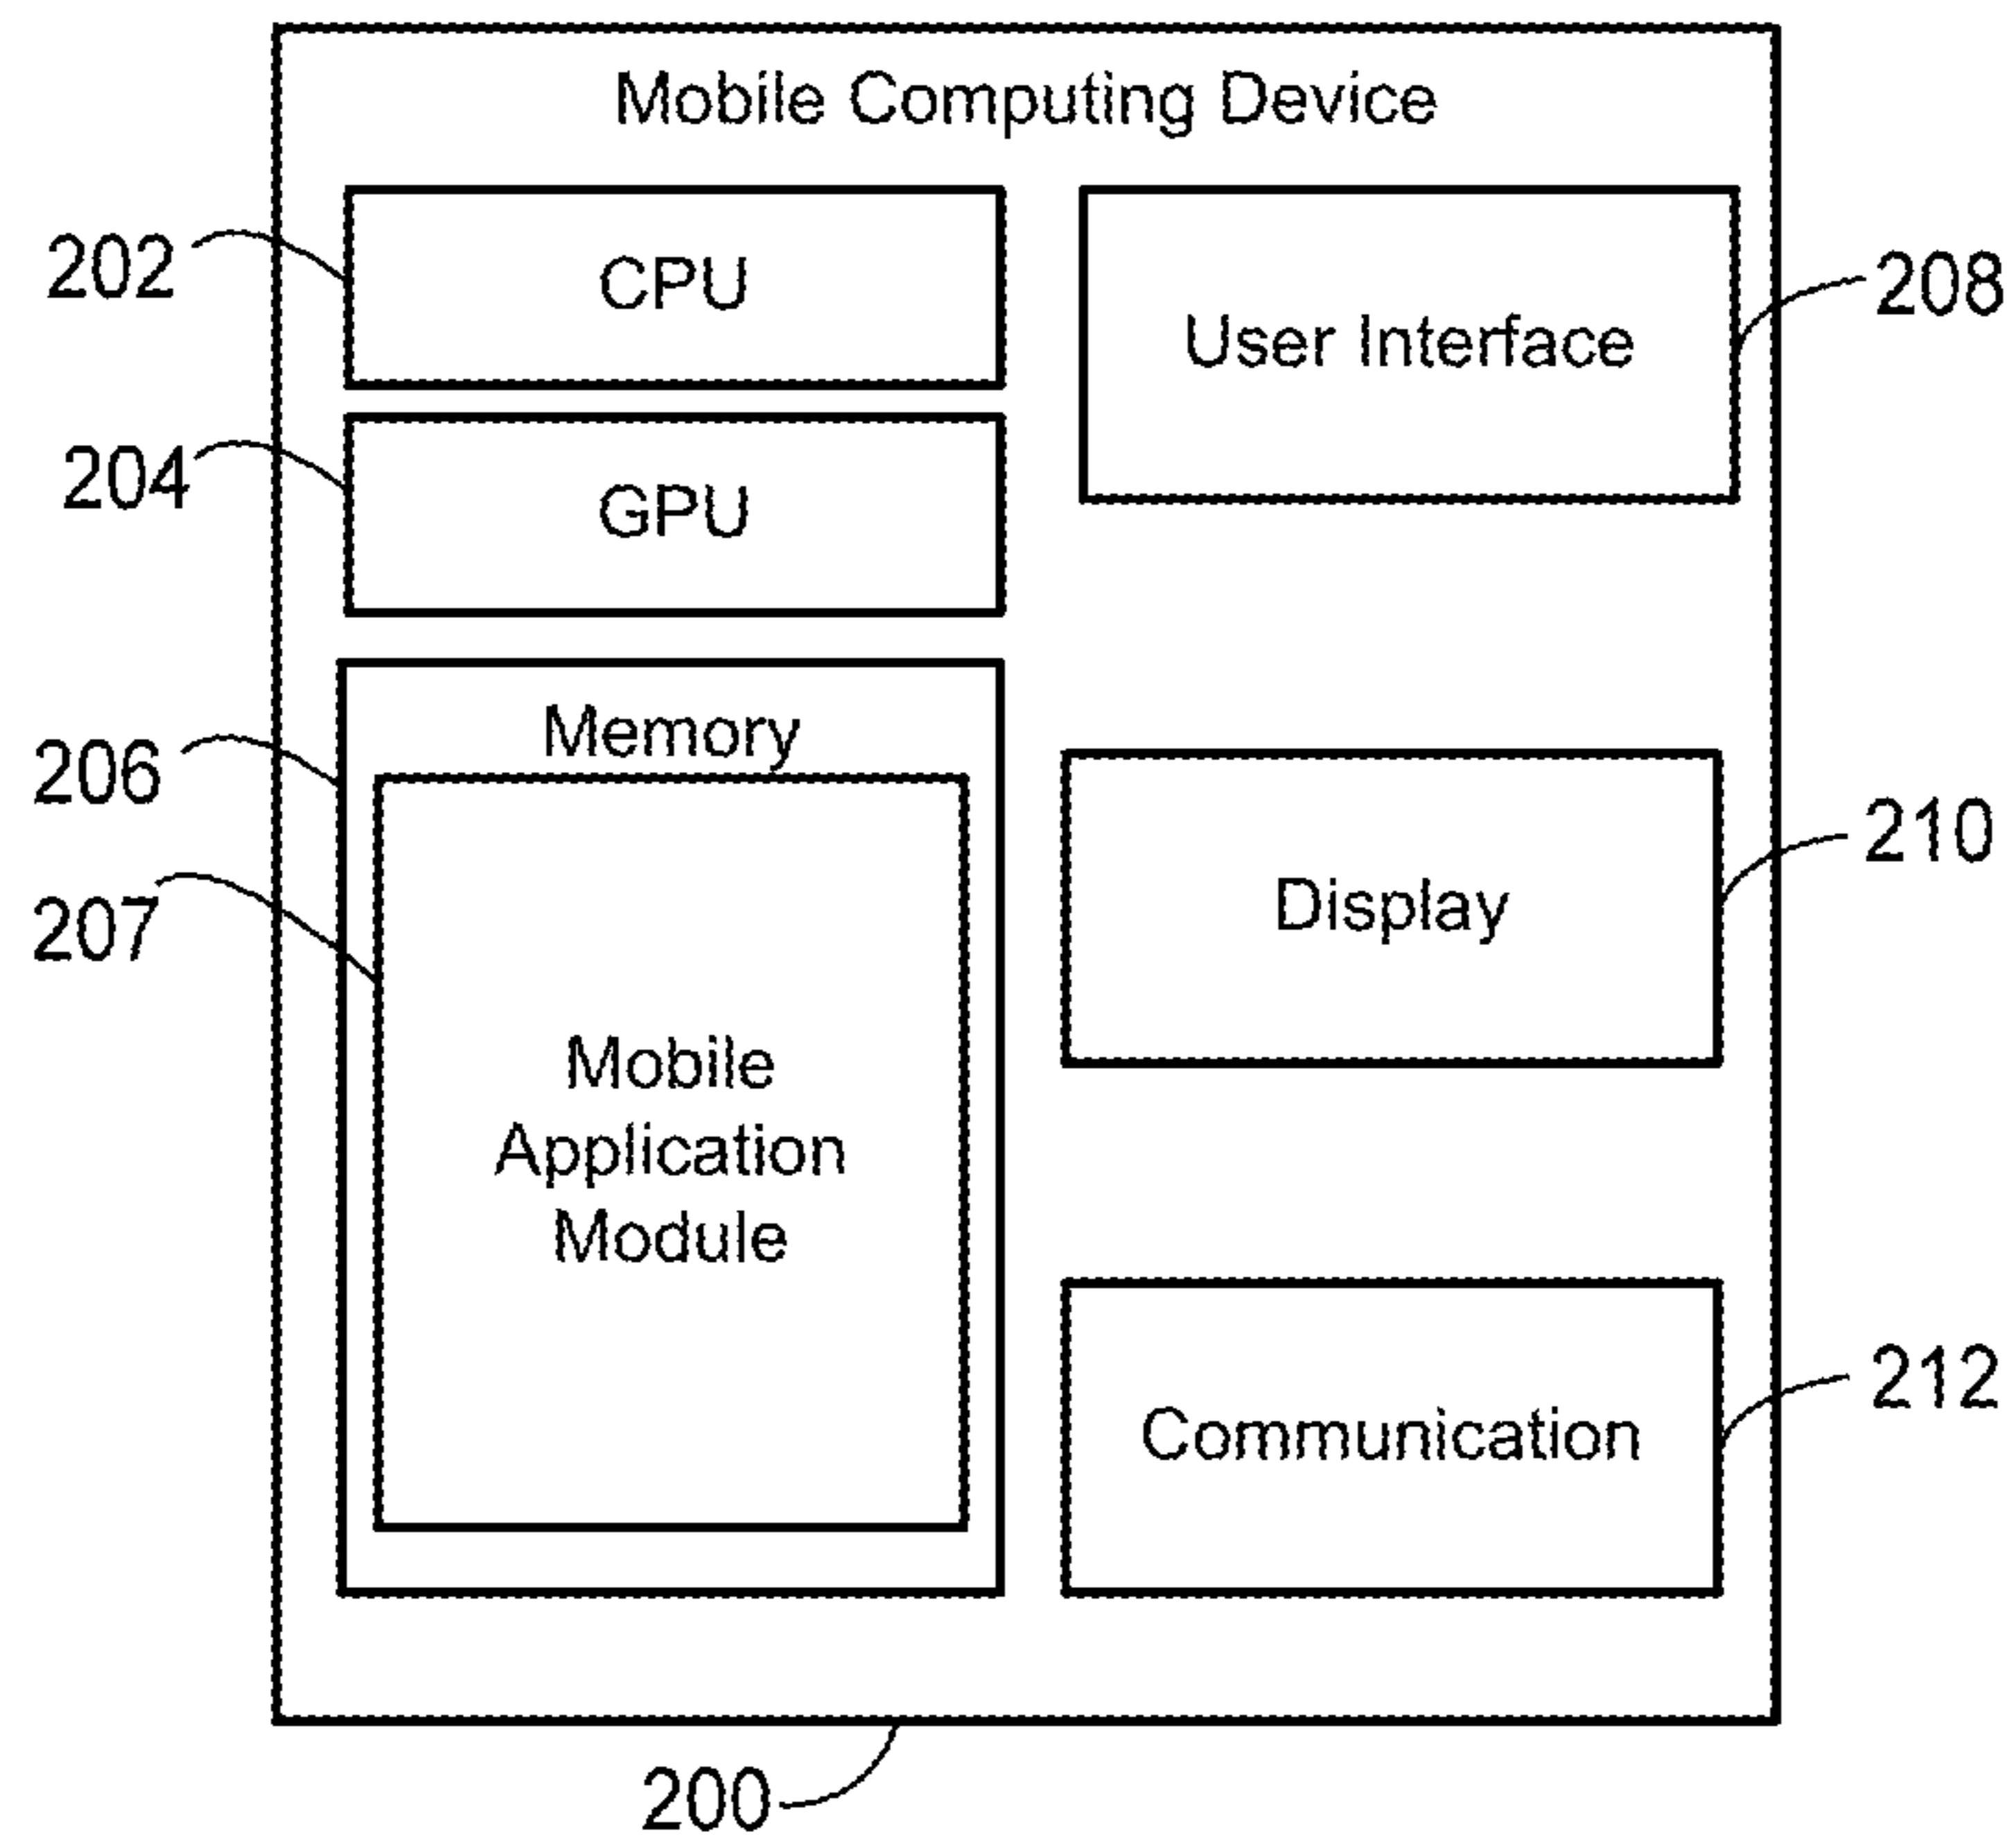 Mobile Computing Device
202
CPU
User Interface
208
204
GPU
206
Memory
207
Mobile
Application
Module
Display
210
Communication
212
200